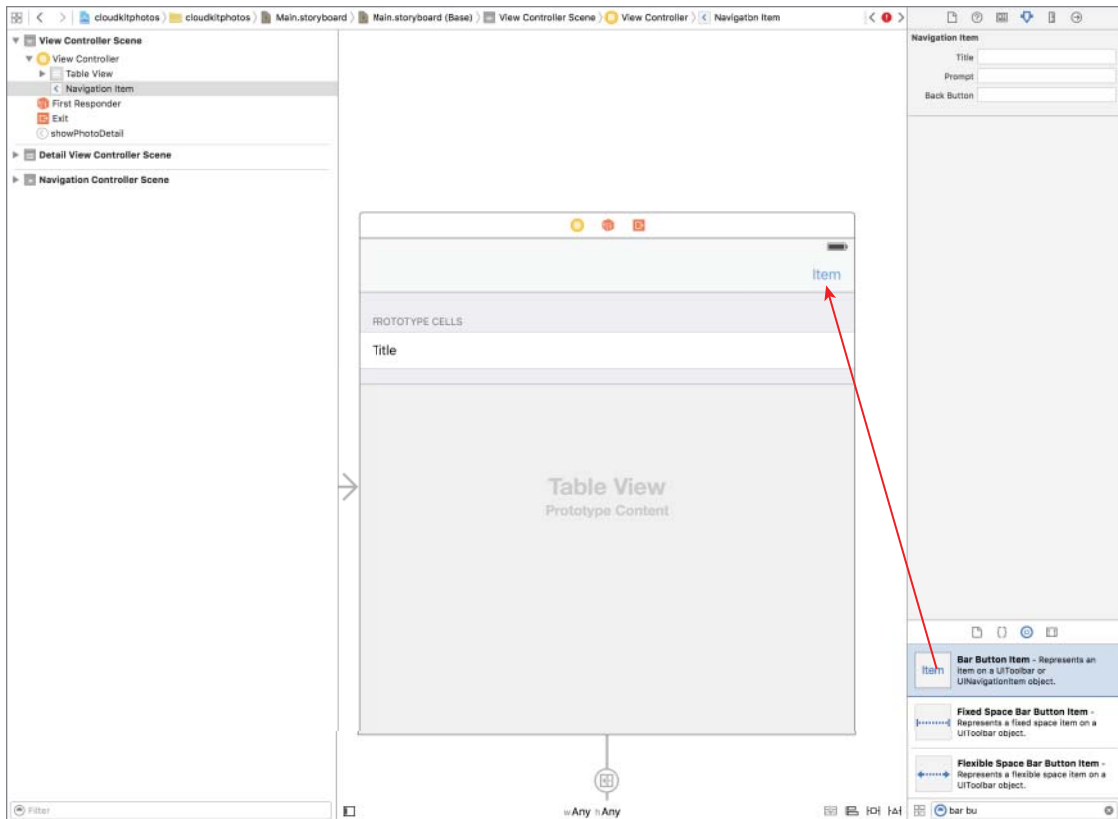 cloudkitphotos cloudkitphotos Main.storyboard Main.storyboard (Base) View Controller Scene View Controller Navigation Item
View Controller Scene
View Controller
Table View
Navigation Item
First Responder
Exit
showPhotoDetail
Detail View Controller Scene
Navigation Controller Scene
Filter
Item
PROTOTYPE CELLS
Title
Table View
Prototype Content
wAny hAny
Navigation Item
Title
Prompt
Back Button
Item
Bar Button Item - Represents an
item on a UIToolbar or
UINavigationItem object.
Fixed Space Bar Button Item -
Represents a fixed space item on a
UIToolbar object.
Flexible Space Bar Button Item -
Represents a flexible space item on a
UIToolbar object.
bar bu